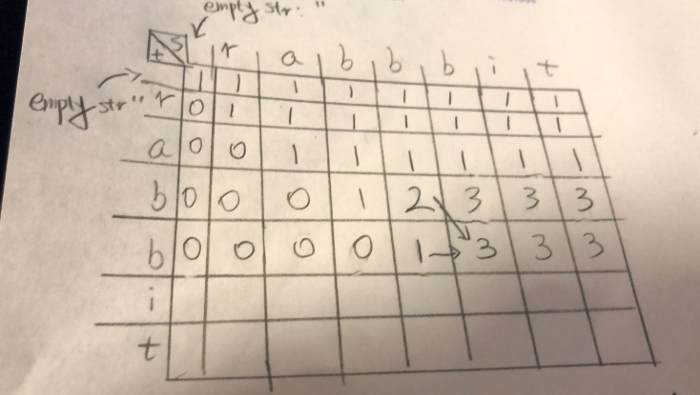 empty str: "
t S
r a b b b i t
empty str " 1 1 1 1 1 1 1 1
r 0 1 1 1 1 1 1 1
a 0 0 1 1 1 1 1 1
b 0 0 0 1 2 3 3 3
b 0 0 0 0 1 3 3 3
i
t